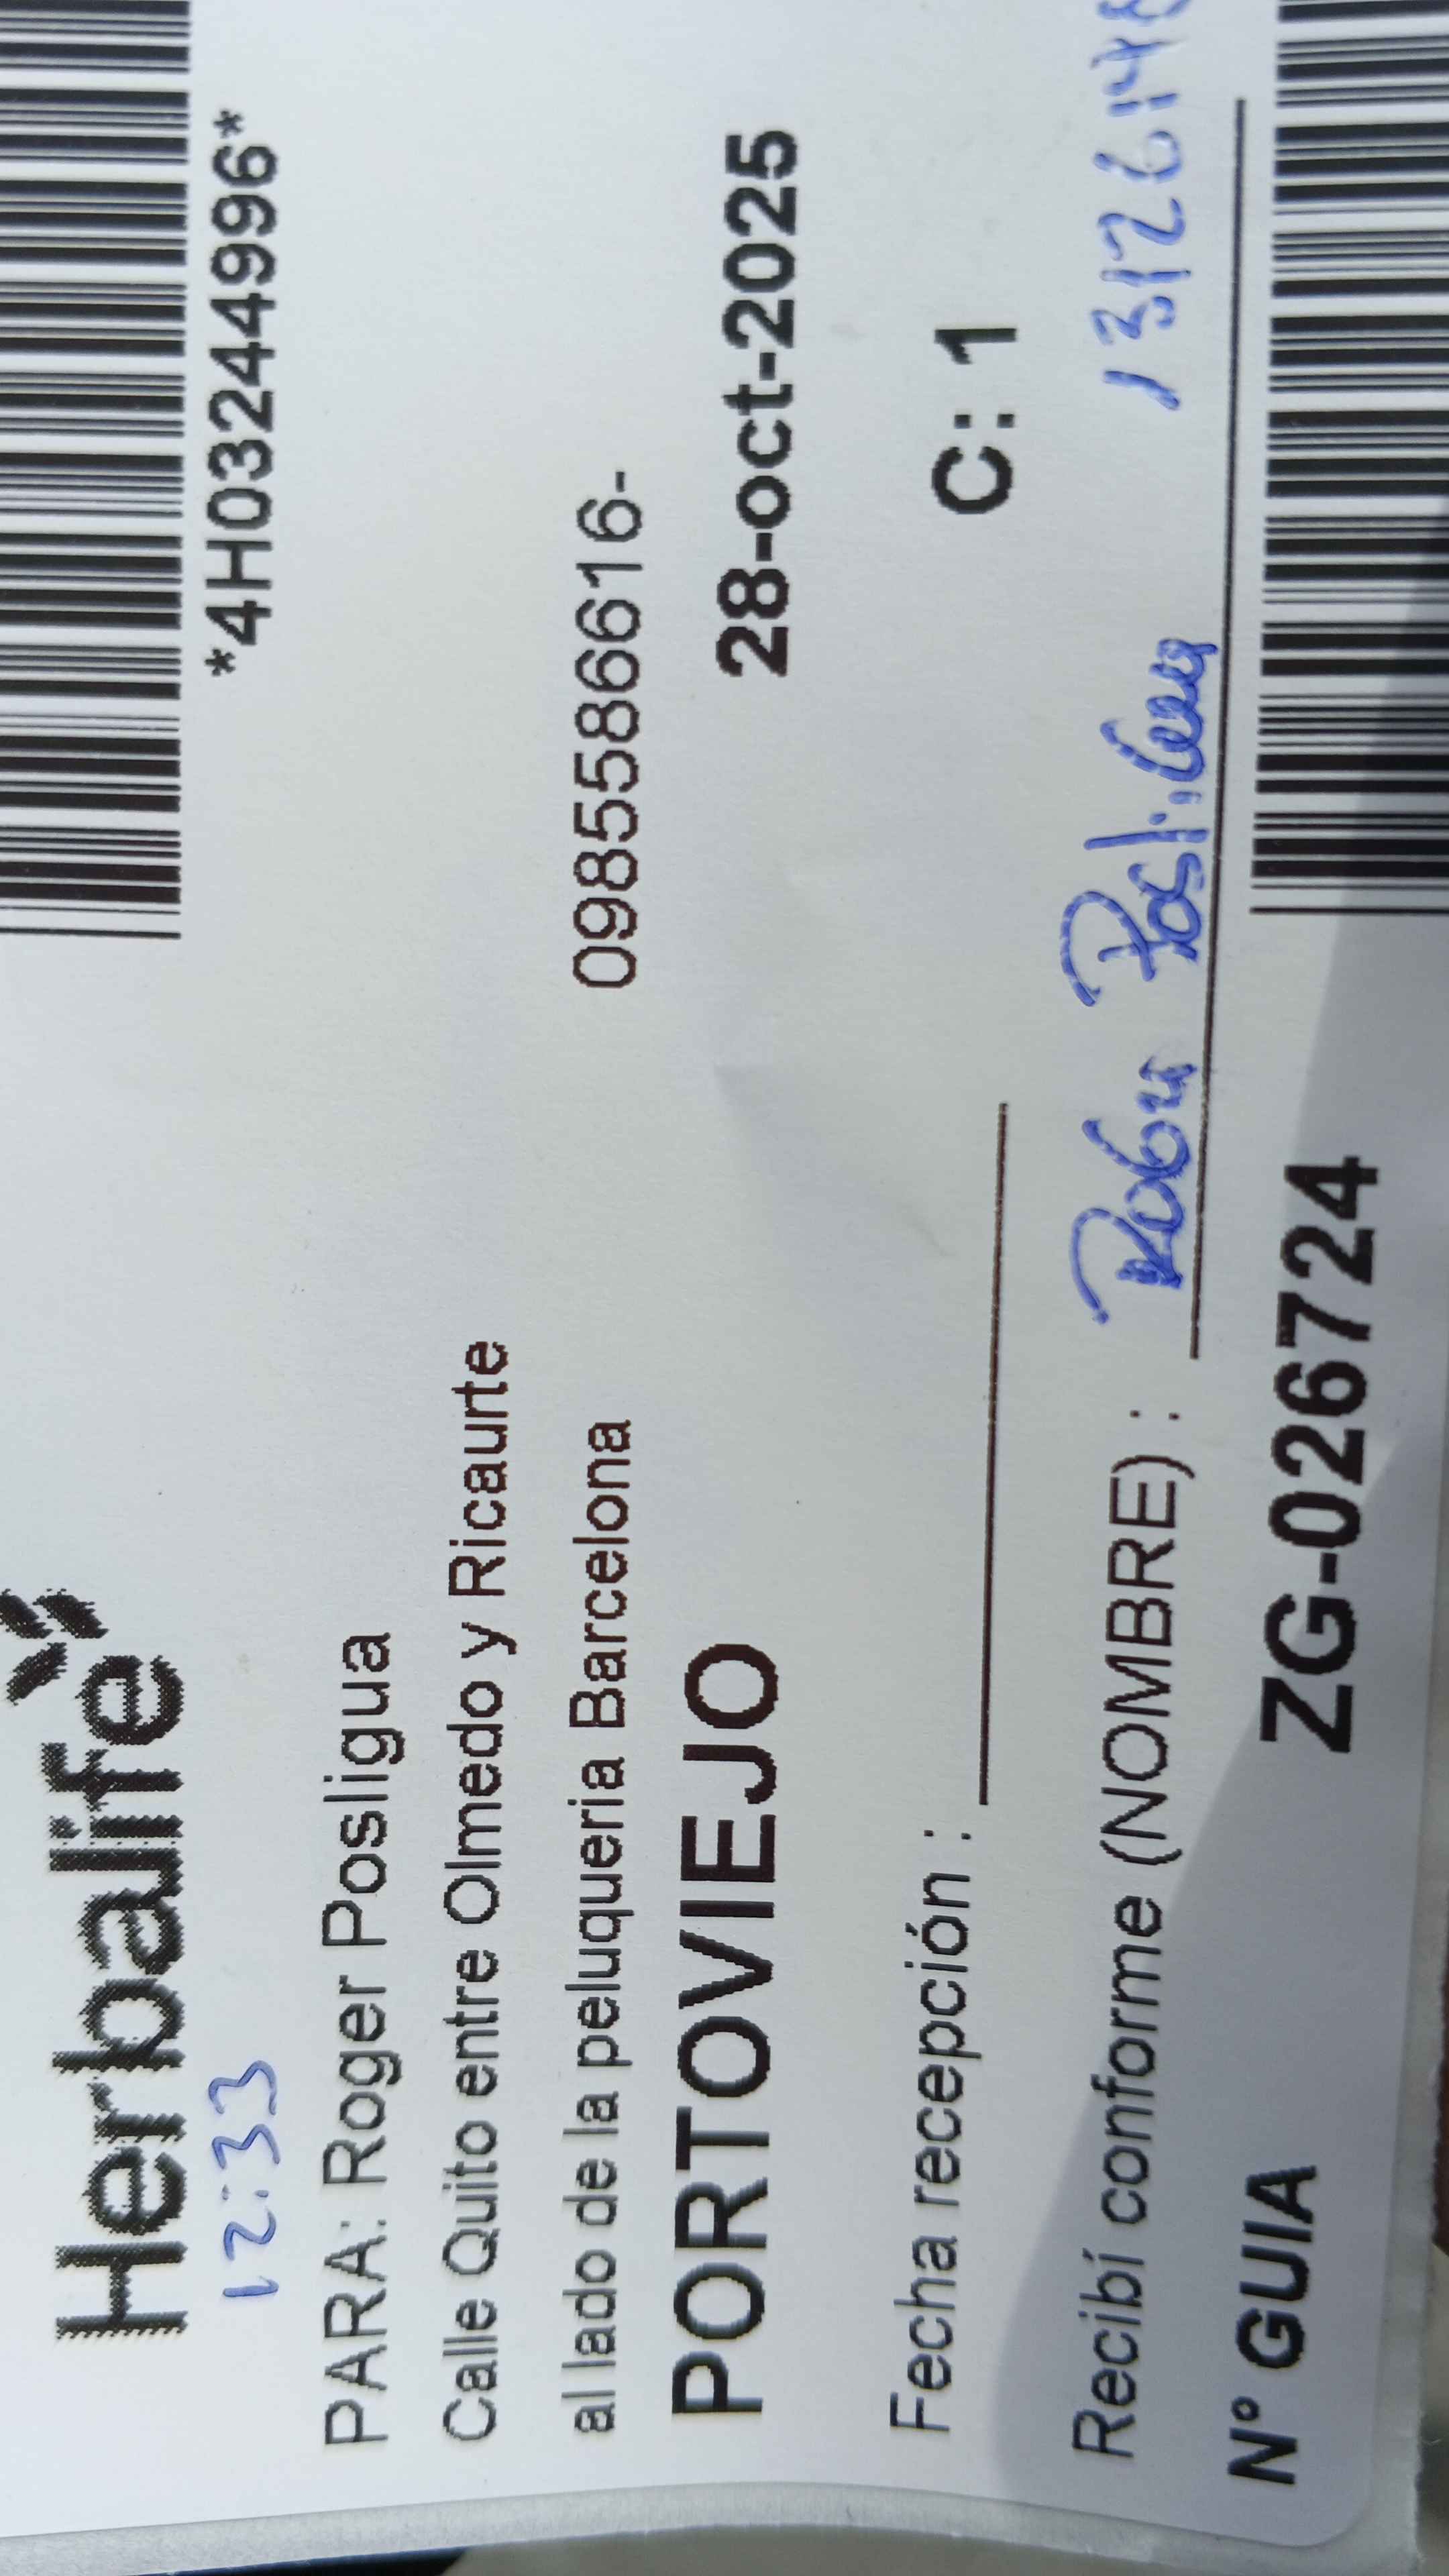 Herbalife
*4H03244996*
12:33
PARA: Roger Posligua
Calle Quito entre Olmedo y Ricaurte
al lado de la peluqueria Barcelona 0985586616-
PORTOVIEJO 28-oct-2025
Fecha recepción : C: 1
Recibí conforme (NOMBRE) :
N° GUIA ZG-026724